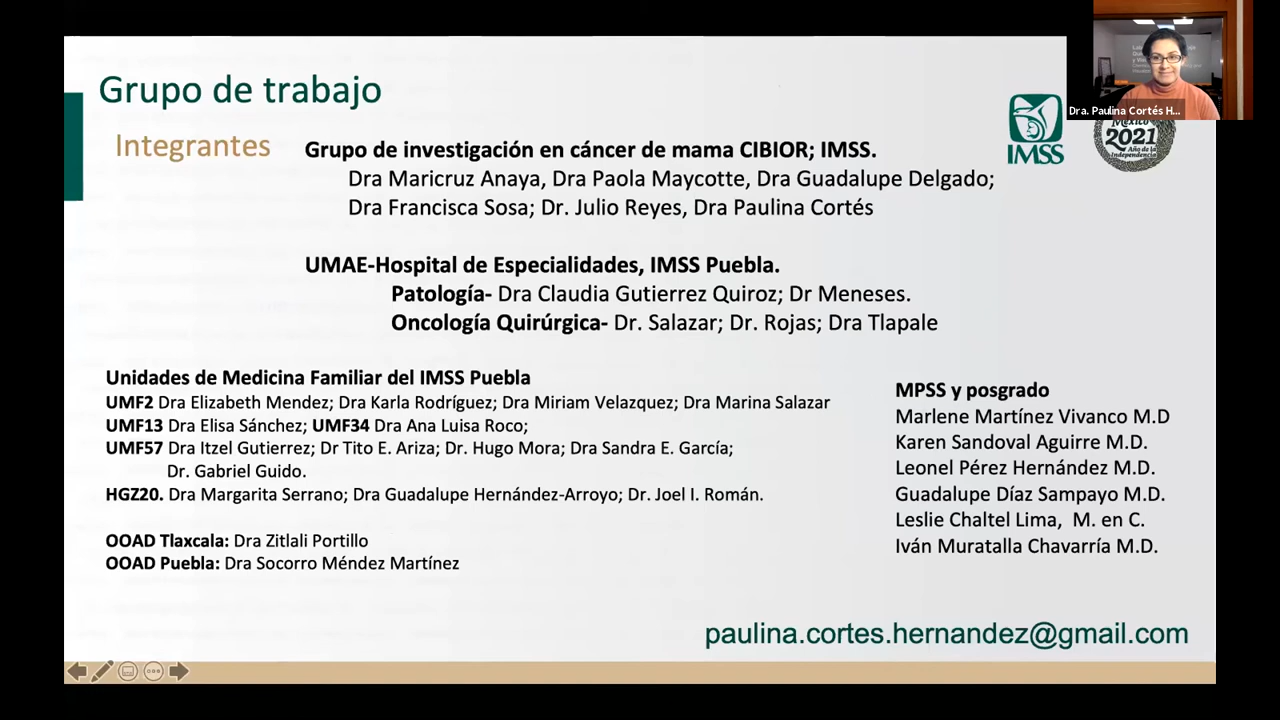 Grupo de trabajo
Integrantes
Grupo de investigación en cáncer de mama CIBIOR; IMSS.
Dra Maricruz Anaya, Dra Paola Maycotte, Dra Guadalupe Delgado;
Dra Francisca Sosa; Dr. Julio Reyes, Dra Paulina Cortés
UMAE-Hospital de Especialidades, IMSS Puebla.
Patología- Dra Claudia Gutierrez Quiroz; Dr Meneses.
Oncología Quirúrgica- Dr. Salazar; Dr. Rojas; Dra Tlapale
Unidades de Medicina Familiar del IMSS Puebla
UMF2 Dra Elizabeth Mendez; Dra Karla Rodríguez; Dra Miriam Velazquez; Dra Marina Salazar
UMF13 Dra Elisa Sánchez; UMF34 Dra Ana Luisa Roco;
UMF57 Dra Itzel Gutierrez; Dr Tito E. Ariza; Dr. Hugo Mora; Dra Sandra E. García;
Dr. Gabriel Guido.
HGZ20. Dra Margarita Serrano; Dra Guadalupe Hernández-Arroyo; Dr. Joel I. Román.
OOAD Tlaxcala: Dra Zitlali Portillo
OOAD Puebla: Dra Socorro Méndez Martínez
MPSS y posgrado
Marlene Martínez Vivanco M.D
Karen Sandoval Aguirre M.D.
Leonel Pérez Hernández M.D.
Guadalupe Díaz Sampayo M.D.
Leslie Chaltel Lima, M. en C.
Iván Muratalla Chavarría M.D.
paulina.cortes.hernandez@gmail.com
IMSS
México
2021
Año de la
Independencia
Dra. Paulina Cortés H...